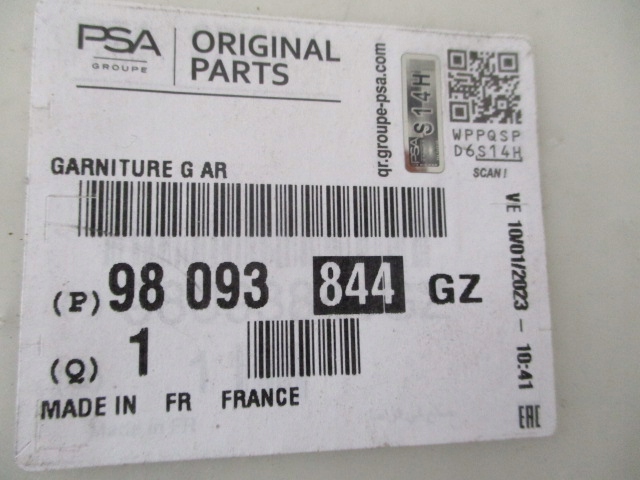 PSA
GROUPE
ORIGINAL
PARTS
qr.groupe-psa.com
PSA
S14H
WPPQSP
D6S14H
SCAN!
GARNITURE G AR
(P) 98 093 844 GZ
(Q) 1
MADE IN FR FRANCE
VE 10/01/2023 - 10:41
EAC